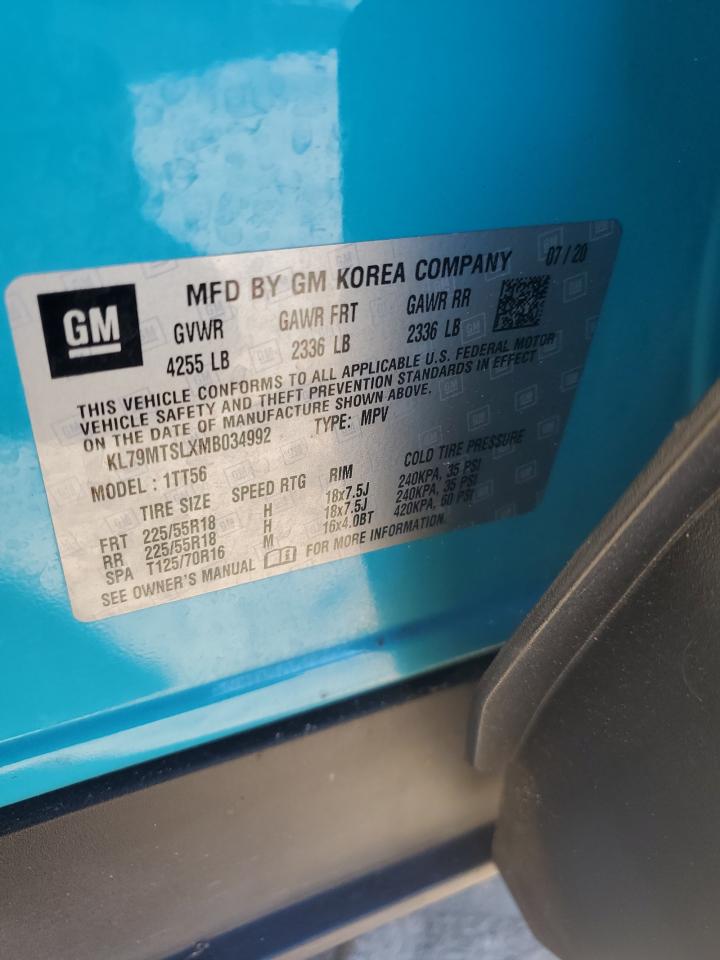 GM
MFD BY GM KOREA COMPANY 07 / 20
GVWR GAWR FRT GAWR RR
4255 LB 2336 LB 2336 LB
THIS VEHICLE CONFORMS TO ALL APPLICABLE U.S. FEDERAL MOTOR
VEHICLE SAFETY AND THEFT PREVENTION STANDARDS IN EFFECT
ON THE DATE OF MANUFACTURE SHOWN ABOVE.
KL79MTSLXMB034992 TYPE: MPV
MODEL : 1TT56
TIRE SIZE SPEED RTG RIM COLD TIRE PRESSURE
FRT 225/55R18 H 18x7.5J 240KPA, 35 PSI
RR 225/55R18 H 18x7.5J 240KPA, 35 PSI
SPA T125/70R16 M 16x4.0BT 420KPA, 60 PSI
SEE OWNER'S MANUAL FOR MORE INFORMATION.